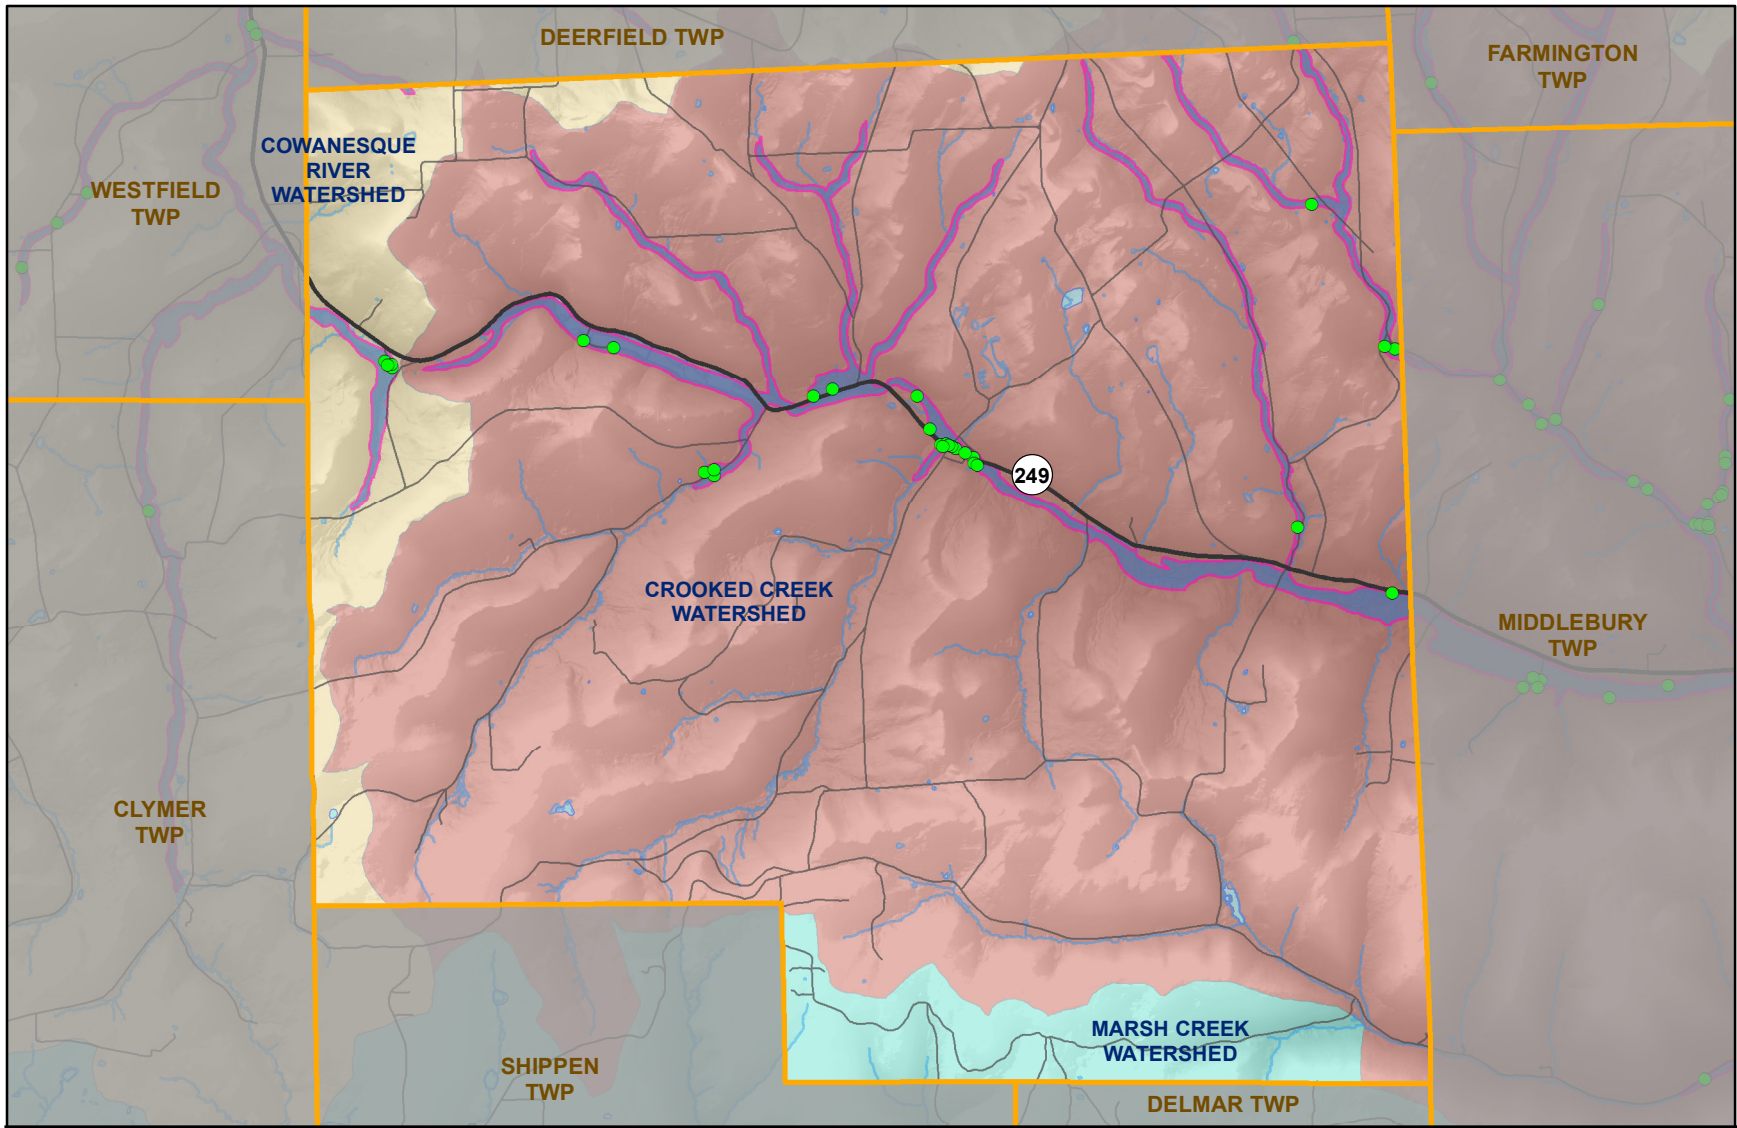 DEERFIELD TWP
FARMINGTON
TWP
COWANESQUE
RIVER
WATERSHED
WESTFIELD
TWP
249
CROOKED CREEK
WATERSHED
MIDDLEBURY
TWP
CLYMER
TWP
MARSH CREEK
WATERSHED
SHIPPEN
TWP
DELMAR TWP